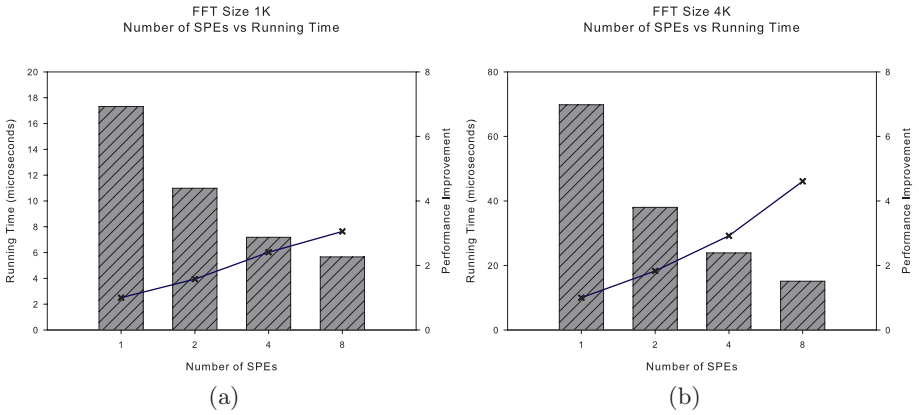 FFT Size 1K
Number of SPEs vs Running Time
20
18
16
14
12
10
8
6
4
2
0
Running Time (microseconds)
8
6
4
2
0
Performance Improvement
1 2 4 8
Number of SPEs
(a)
FFT Size 4K
Number of SPEs vs Running Time
80
60
40
20
0
Running Time (microseconds)
8
6
4
2
0
Performance Improvement
1 2 4 8
Number of SPEs
(b)